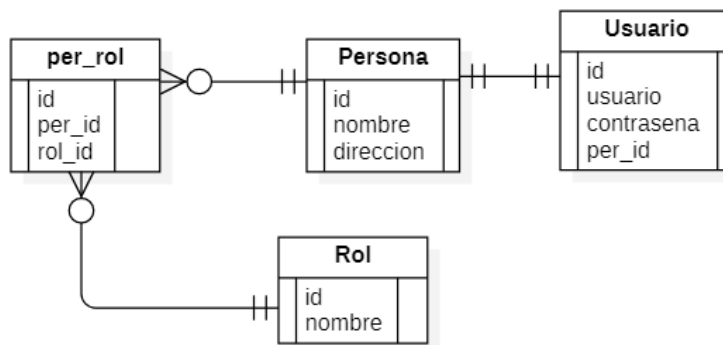 per_rol
id
per_id
rol_id
Persona
id
nombre
direccion
Usuario
id
usuario
contrasena
per_id
Rol
id
nombre